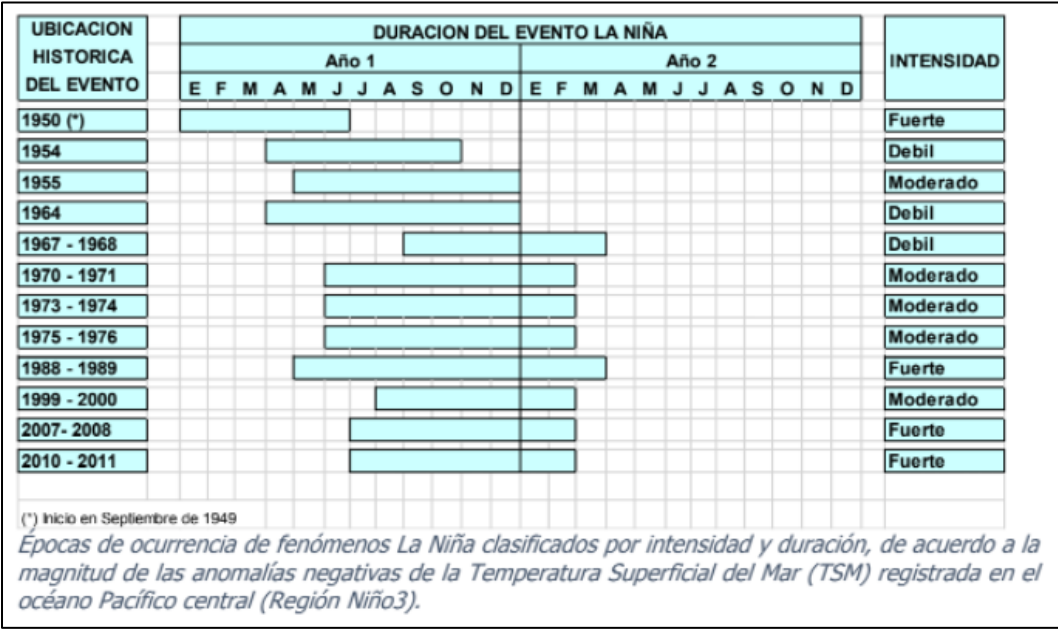 UBICACION HISTORICA DEL EVENTO
DURACION DEL EVENTO LA NIÑA
INTENSIDAD
Año 1
Año 2
E F M A M J J A S O N D E F M A M J J A S O N D
1950 (*) Fuerte
1954 Debil
1955 Moderado
1964 Debil
1967 - 1968 Debil
1970 - 1971 Moderado
1973 - 1974 Moderado
1975 - 1976 Moderado
1988 - 1989 Fuerte
1999 - 2000 Moderado
2007- 2008 Fuerte
2010 - 2011 Fuerte
(*) Inicio en Septiembre de 1949
Épocas de ocurrencia de fenómenos La Niña clasificados por intensidad y duración, de acuerdo a la
magnitud de las anomalías negativas de la Temperatura Superficial del Mar (TSM) registrada en el
océano Pacífico central (Región Niño3).